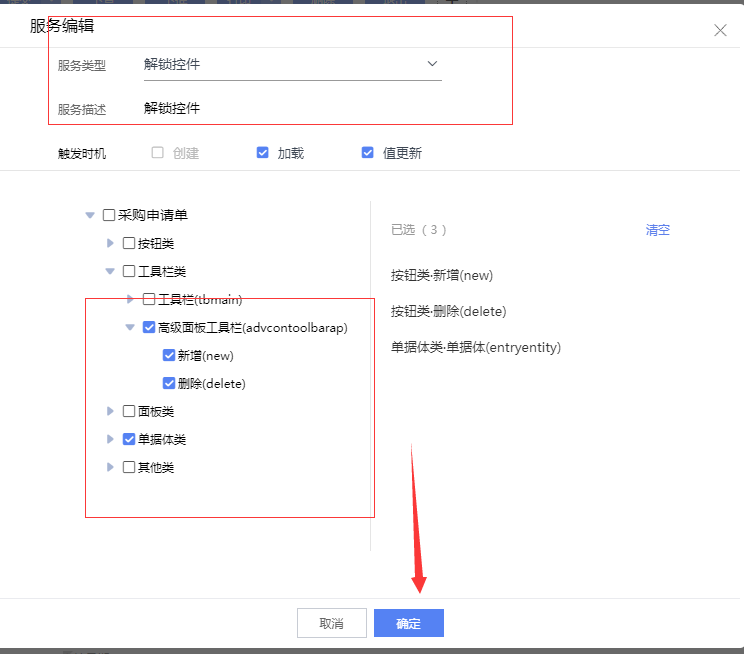 服务编辑
服务类型 解锁控件
服务描述 解锁控件
触发时机 创建 加载 值更新
采购申请单
已选（3） 清空
按钮类
工具栏类
按钮类·新增(new)
工具栏(tbmain)
按钮类·删除(delete)
高级面板工具栏(advcontoolbarap)
单据体类·单据体(entryentity)
新增(new)
删除(delete)
面板类
单据体类
其他类
取消 确定